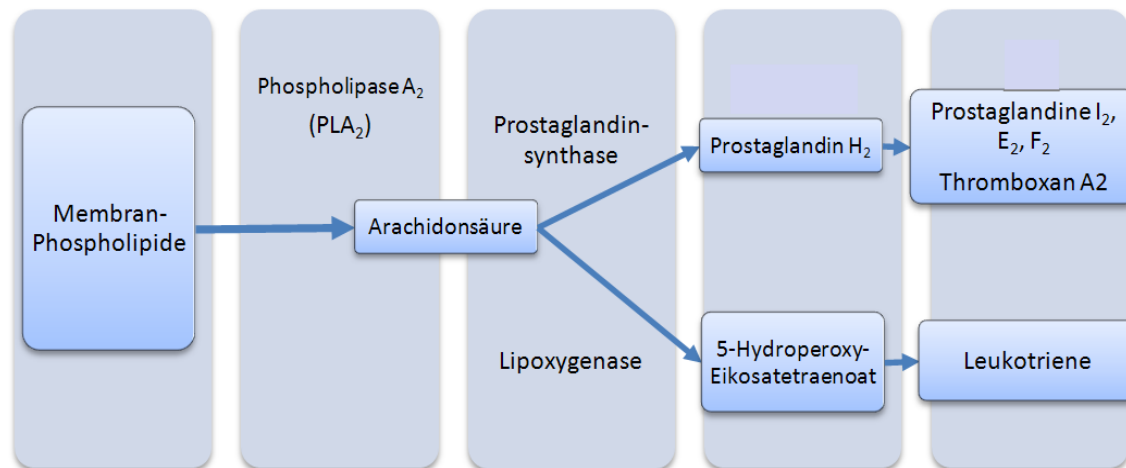 Membran-
Phospholipide
Phospholipase A₂
(PLA₂)
Arachidonsäure
Prostaglandin-
synthase
Lipoxygenase
Prostaglandin H₂
5-Hydroperoxy-
Eikosatetraenoat
Prostaglandine I₂,
E₂, F₂
Thromboxan A2
Leukotriene